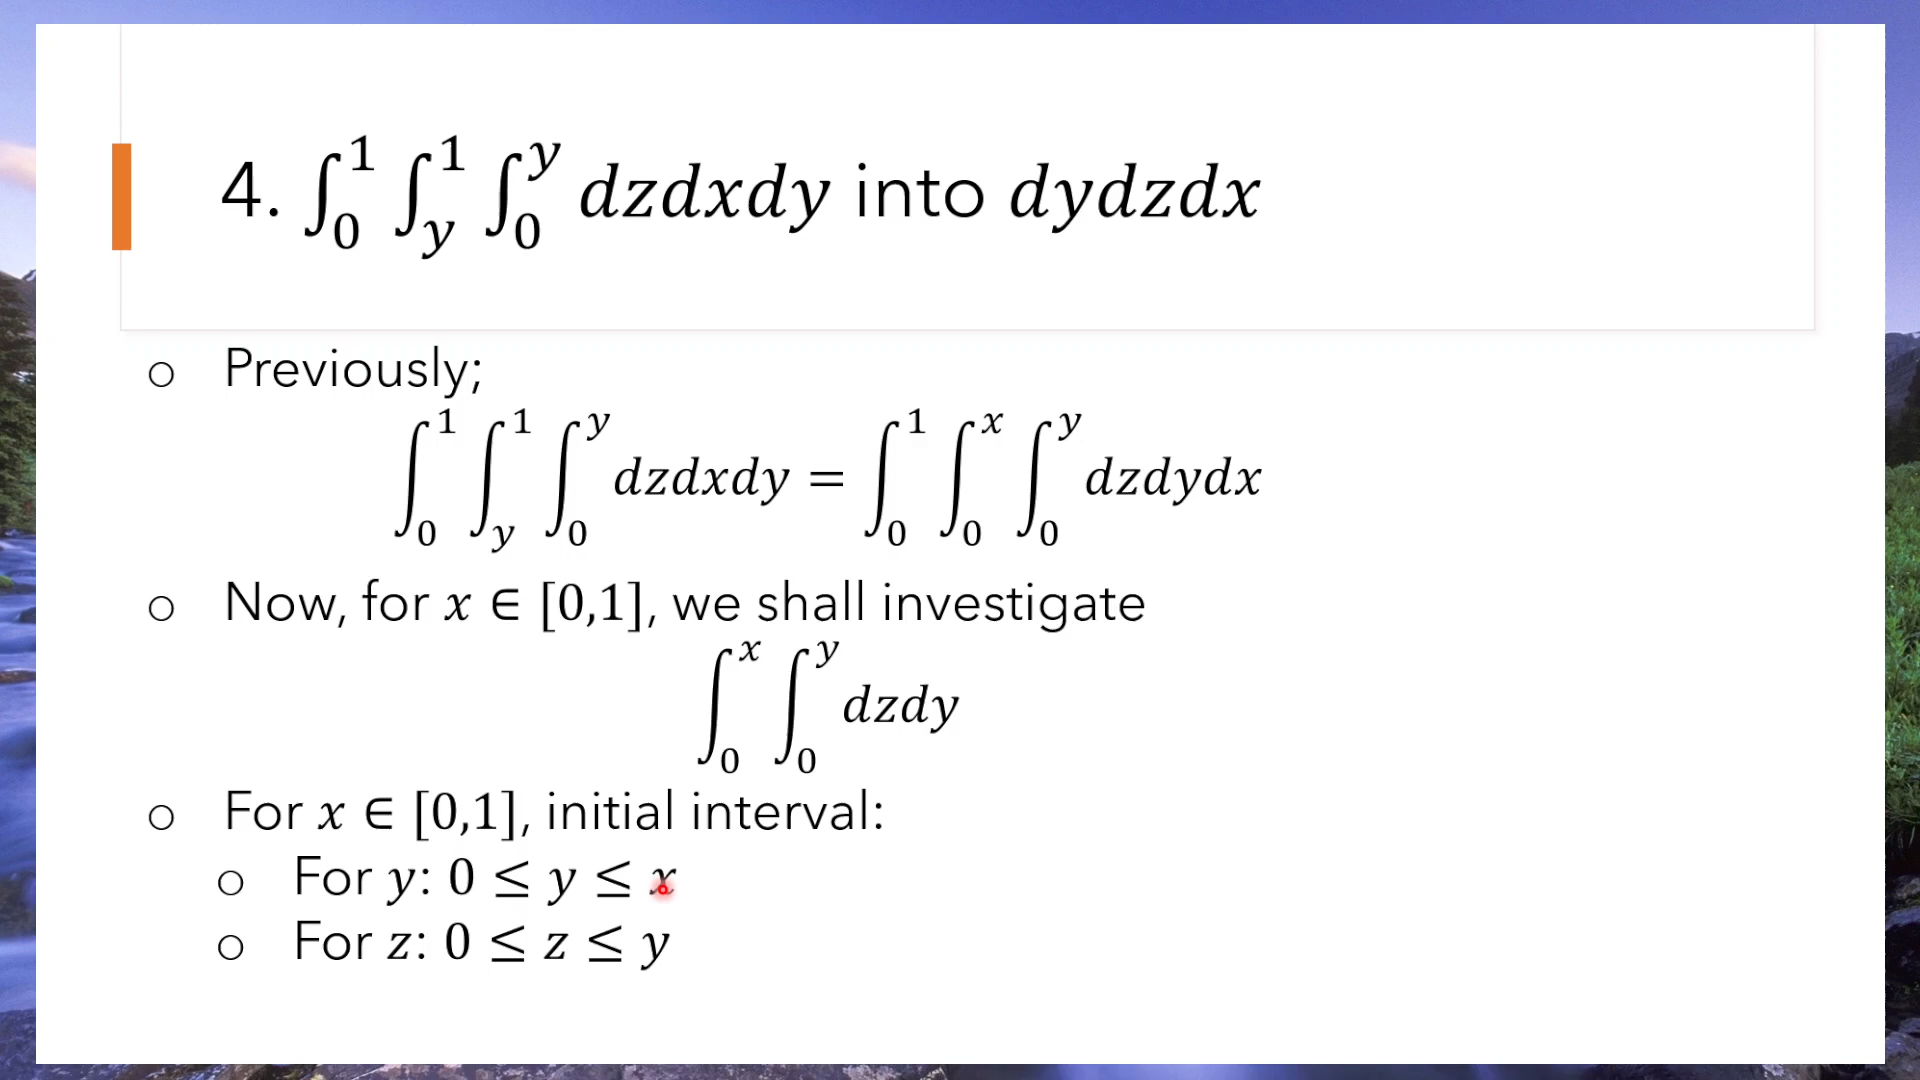 4. ∫₀¹ ∫ᵧ¹ ∫₀ʸ dzdxdy into dydzdx
○ Previously;
∫₀¹ ∫ᵧ¹ ∫₀ʸ dzdxdy = ∫₀¹ ∫₀ˣ ∫₀ʸ dzdydx
○ Now, for x ∈ [0,1], we shall investigate
∫₀ˣ ∫₀ʸ dzdy
○ For x ∈ [0,1], initial interval:
○ For y: 0 ≤ y ≤ x
○ For z: 0 ≤ z ≤ y